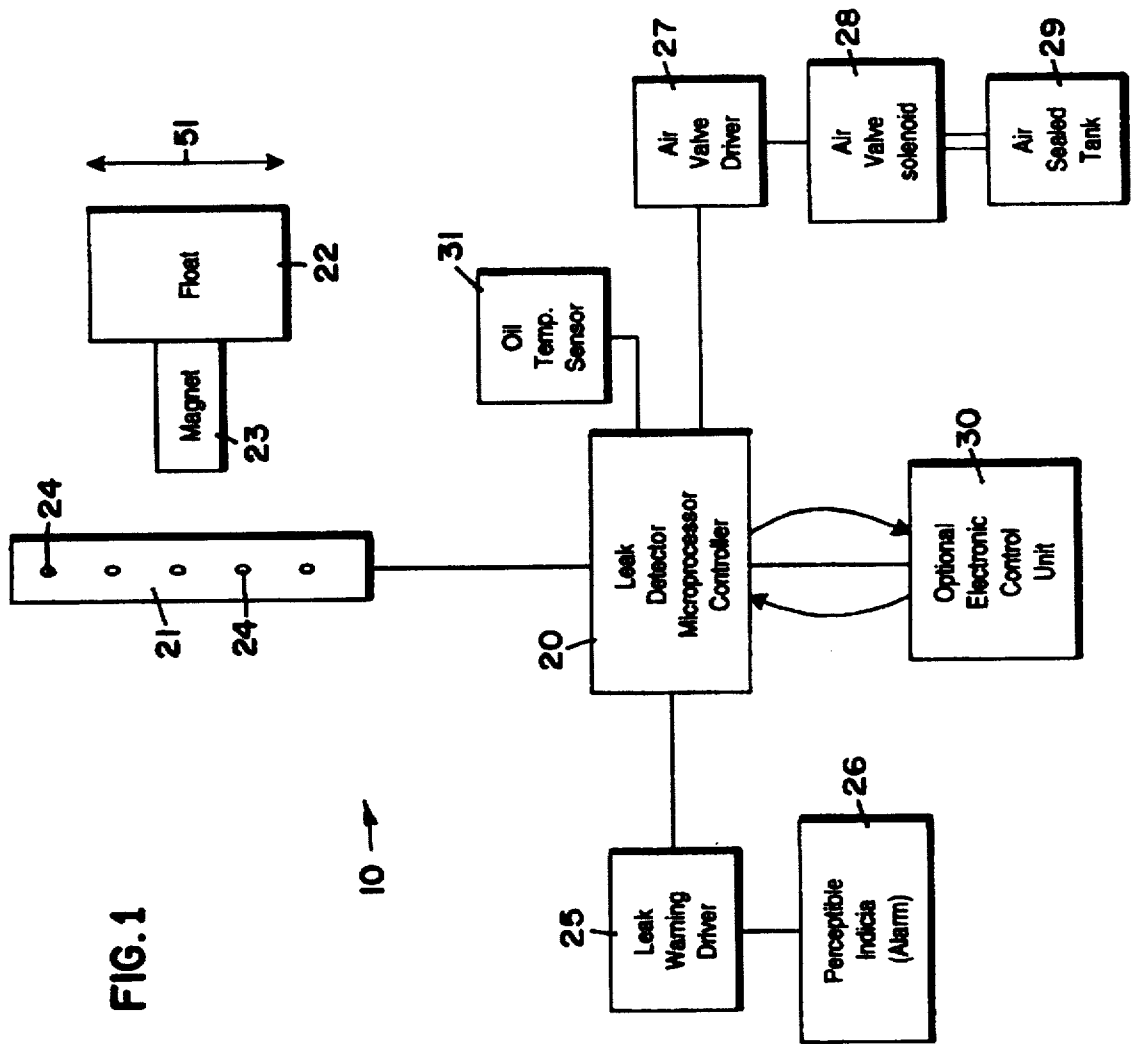 FIG. 1
10
24
21
24
51
Float
22
Magnet
23
31
Oil
Temp.
Sensor
27
Air
Valve
Driver
28
Air
Valve
solenoid
29
Air
Sealed
Tank
20
Leak
Detector
Microprocessor
Controller
30
Optional
Electronic
Control
Unit
25
Leak
Warning
Driver
26
Perceptible
Indicia
(Alarm)